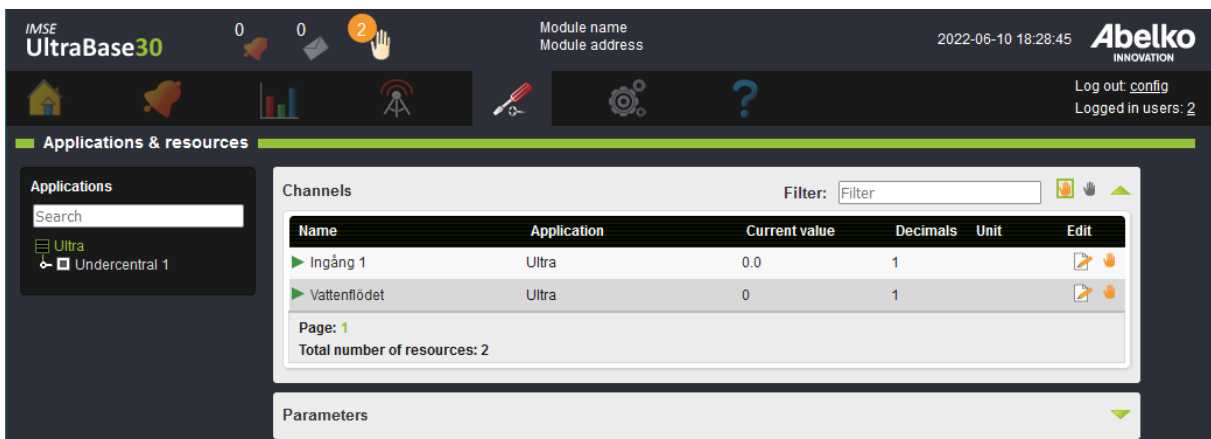 IMSE
UltraBase30
0
0
2
Module name
Module address
2022-06-10 18:28:45
Abelko
INNOVATION
?
Log out: config
Logged in users: 2
Applications & resources
Applications
Search
Ultra
Undercentral 1
Channels
Filter: Filter
Name Application Current value Decimals Unit Edit
Ingång 1 Ultra 0.0 1
Vattenflödet Ultra 0 1
Page: 1
Total number of resources: 2
Parameters